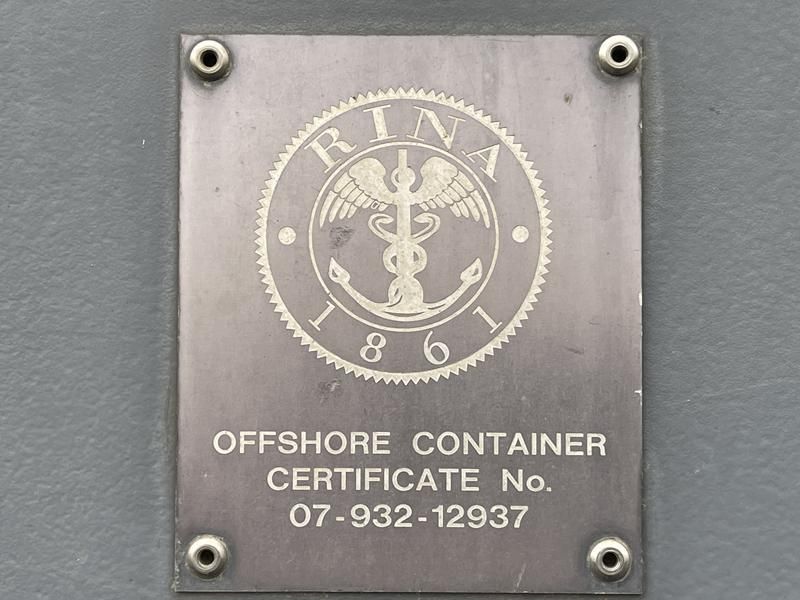 RINA
1861
OFFSHORE CONTAINER
CERTIFICATE No.
07-932-12937